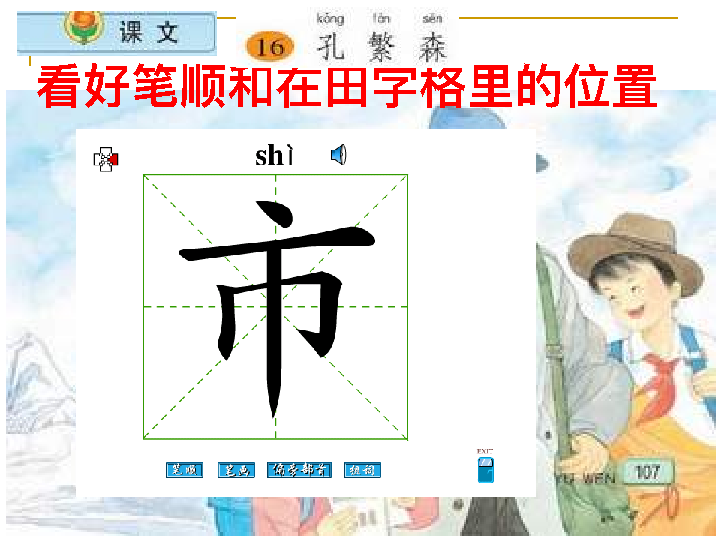 课文
kǒng fán sēn
16 孔 繁 森
看好笔顺和在田字格里的位置
shì
市
笔顺 笔画 偏旁部首 组词
EXIT
YU WEN 107